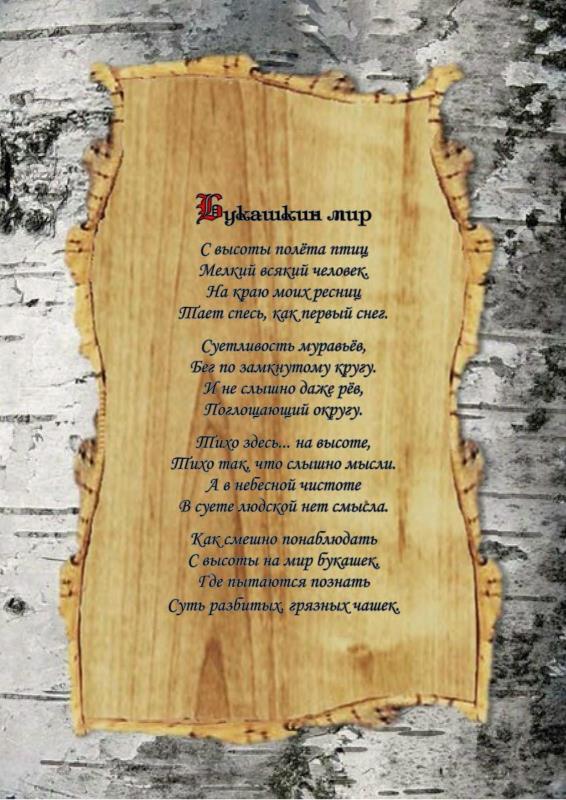 Букашкин мир
С высоты полёта птиц
Мелкий всякий человек.
На краю моих ресниц
Тает спесь, как первый снег.
Суетливость муравьёв,
Бег по замкнутому кругу.
И не слышно даже рёв,
Поглощающий округу.
Тихо здесь... на высоте,
Тихо так, что слышно мысли.
А в небесной чистоте
В суете людской нет смысла.
Как смешно понаблюдать
С высоты на мир букашек,
Где пытаются познать
Суть разбитых, грязных чашек.